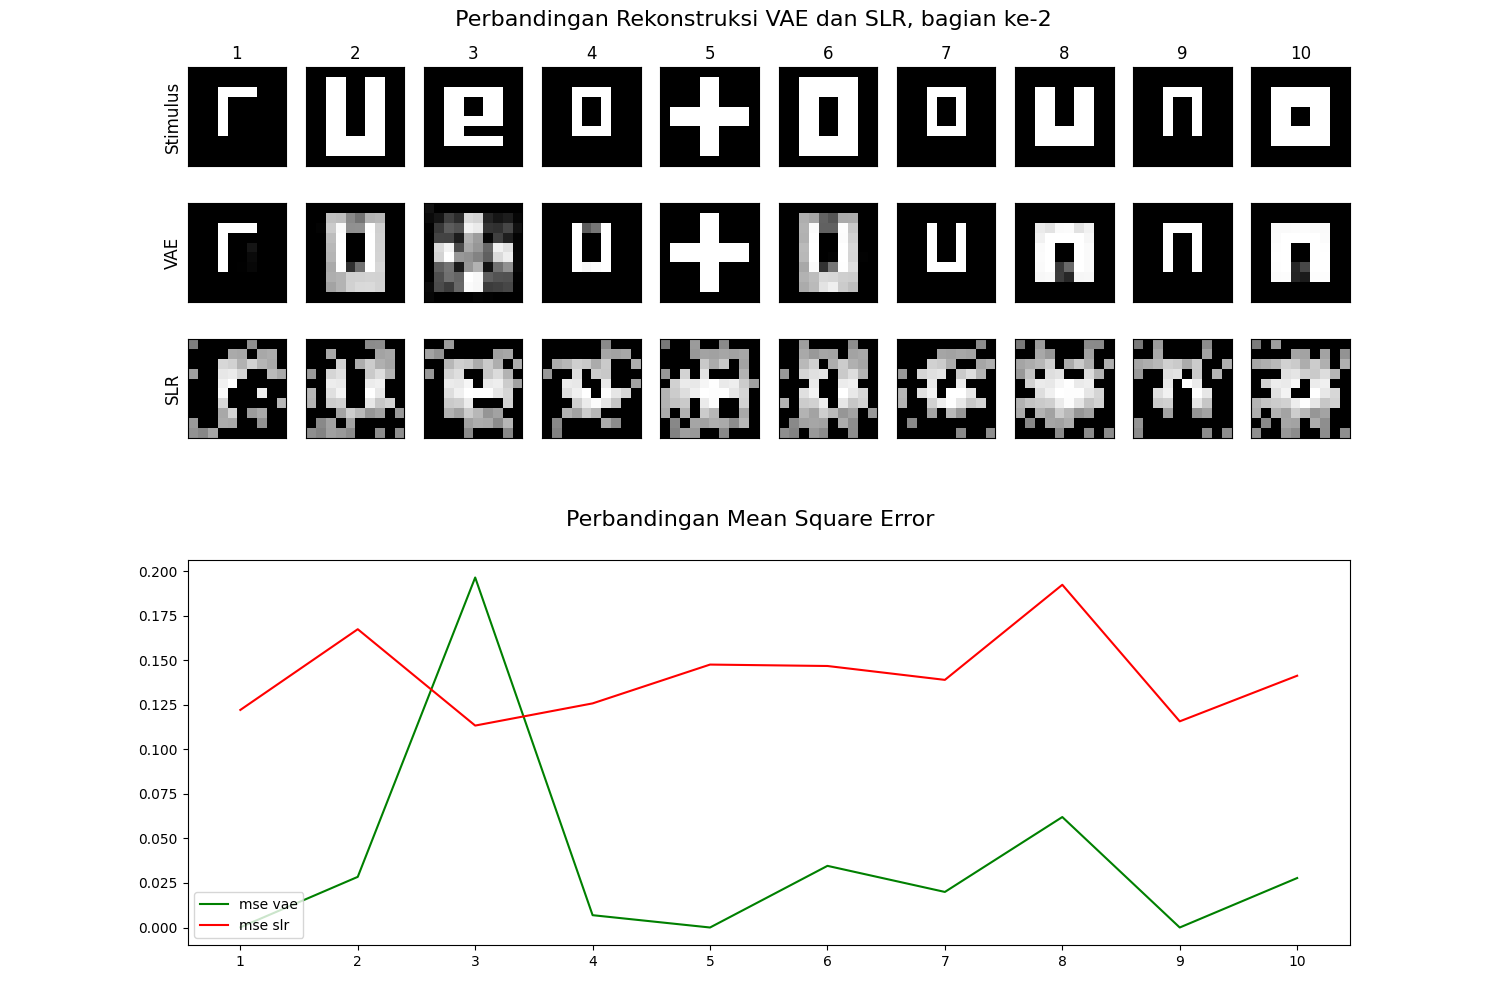 Perbandingan Rekonstruksi VAE dan SLR, bagian ke-2
1 2 3 4 5 6 7 8 9 10
Stimulus
VAE
SLR
Perbandingan Mean Square Error
0.200
0.175
0.150
0.125
0.100
0.075
0.050
0.025
0.000
mse vae
mse slr
1 2 3 4 5 6 7 8 9 10